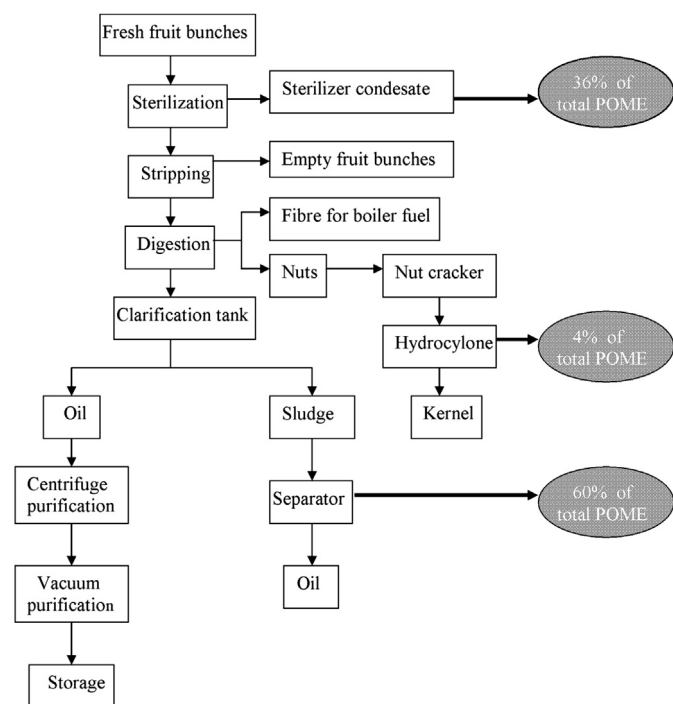 Fresh fruit bunches
Sterilization
Sterilizer condesate
36% of
total POME
Stripping
Empty fruit bunches
Fibre for boiler fuel
Digestion
Nuts
Nut cracker
Clarification tank
Hydrocylone
4% of
total POME
Oil
Sludge
Kernel
Centrifuge
purification
Separator
60% of
total POME
Vacuum
purification
Oil
Storage